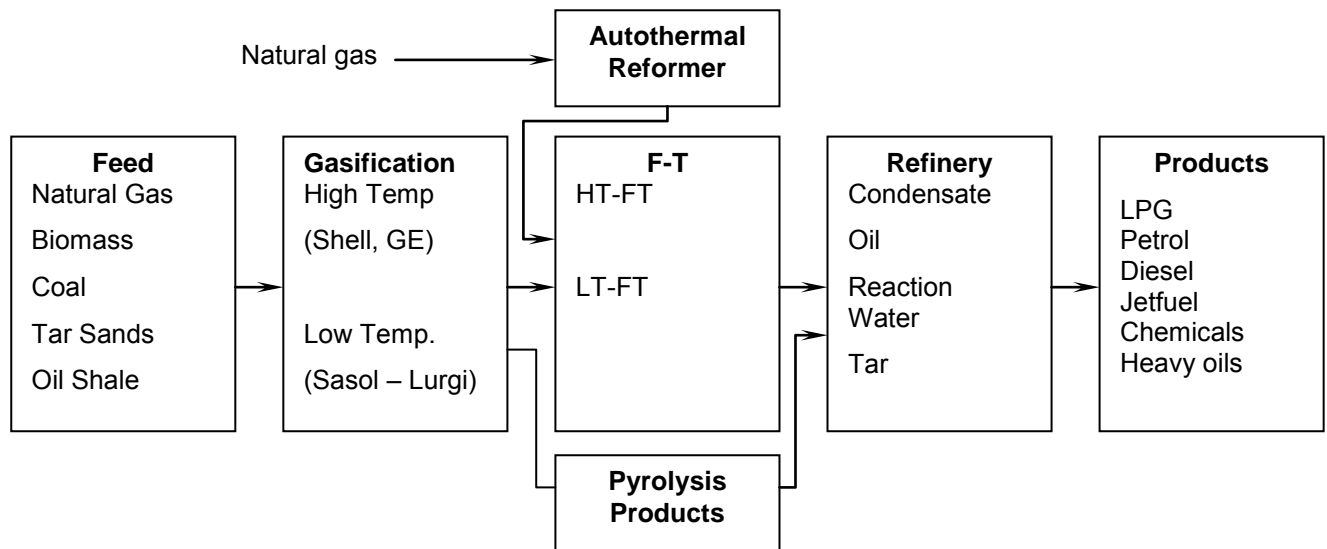 Natural gas
Autothermal
Reformer
Feed
Natural Gas
Biomass
Coal
Tar Sands
Oil Shale
Gasification
High Temp
(Shell, GE)
Low Temp.
(Sasol – Lurgi)
F-T
HT-FT
LT-FT
Refinery
Condensate
Oil
Reaction
Water
Tar
Products
LPG
Petrol
Diesel
Jetfuel
Chemicals
Heavy oils
Pyrolysis
Products